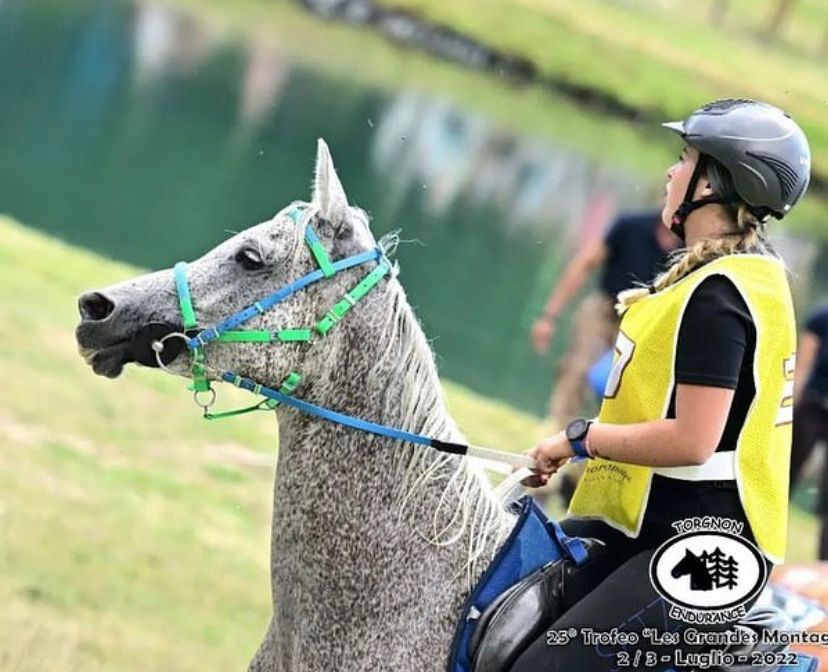 TORGNON
ENDURANCE
25° Trofeo "Les Grandes Montag
2 / 3 - Luglio - 2022